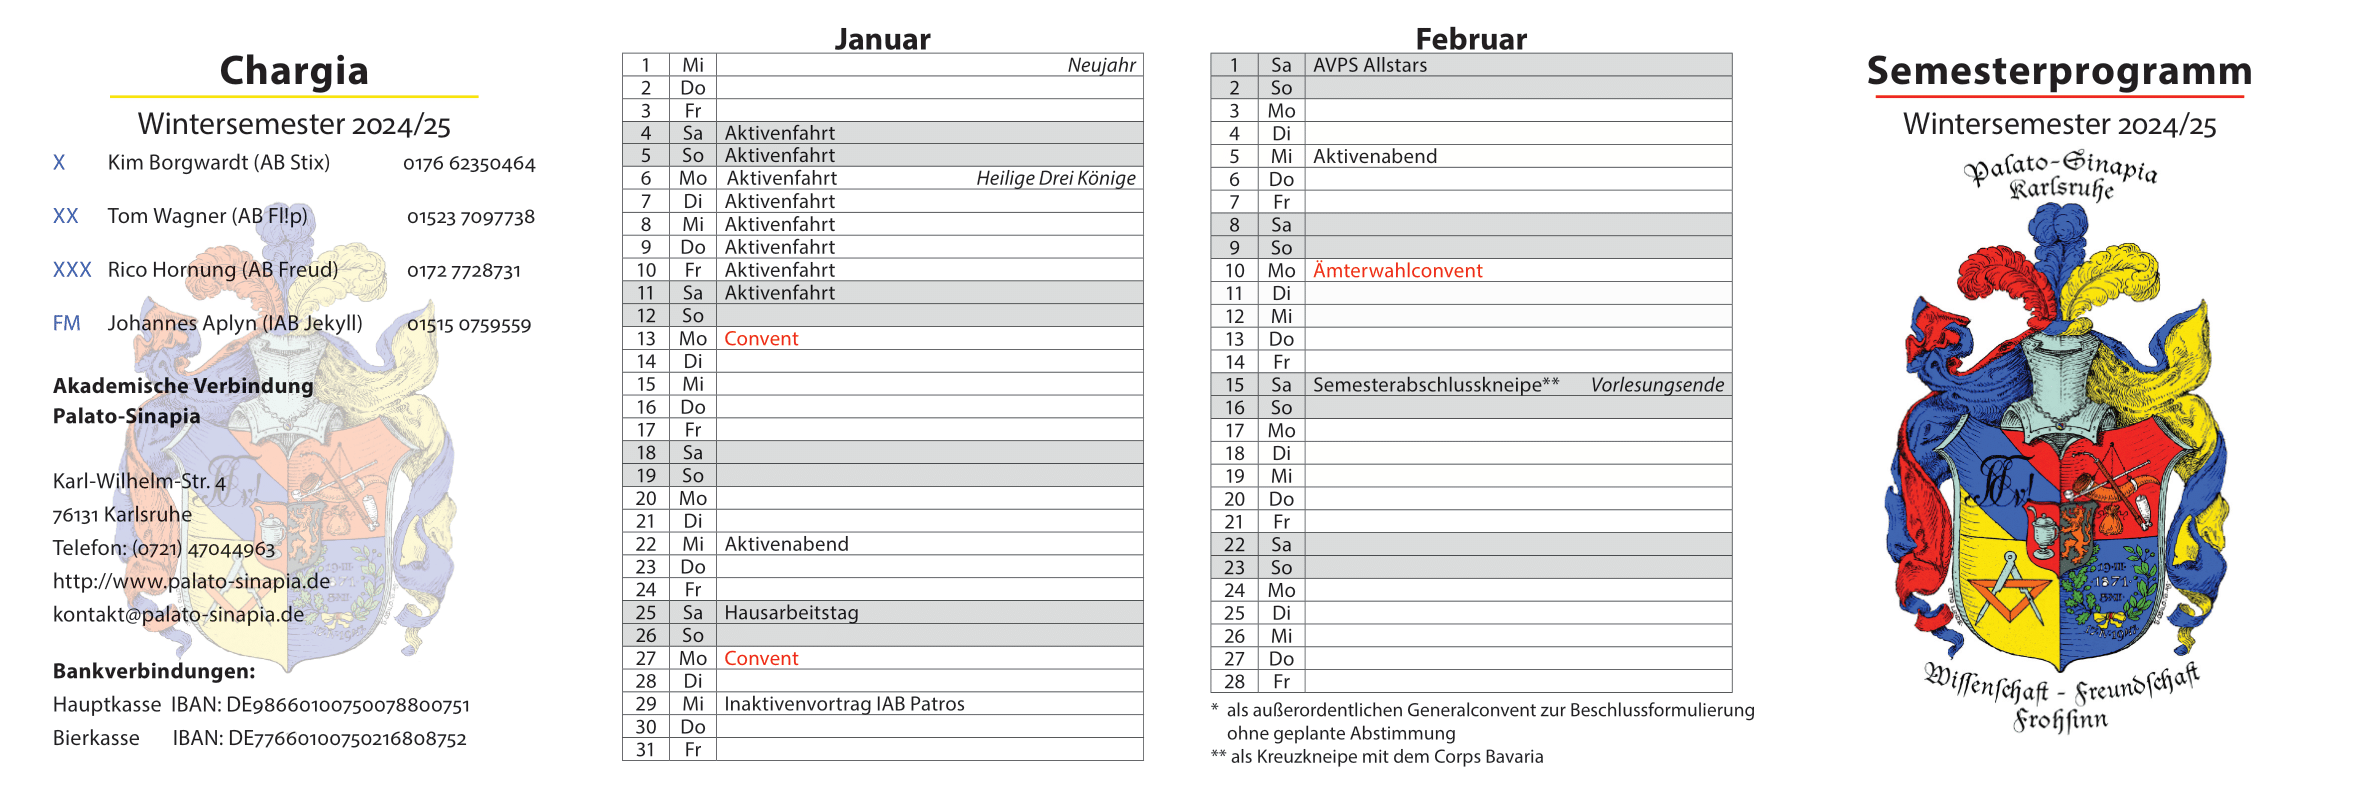 Chargia
Wintersemester 2024/25
X Kim Borgwardt (AB Stix) 0176 62350464
XX Tom Wagner (AB Fl!p) 01523 7097738
XXX Rico Hornung (AB Freud) 0172 7728731
FM Johannes Aplyn (IAB Jekyll) 01515 0759559
Akademische Verbindung
Palato-Sinapia
Karl-Wilhelm-Str. 4
76131 Karlsruhe
Telefon: (0721) 47044963
http://www.palato-sinapia.de
kontakt@palato-sinapia.de
Bankverbindungen:
Hauptkasse IBAN: DE98660100750078800751
Bierkasse IBAN: DE77660100750216808752
Januar
1 Mi Neujahr
2 Do
3 Fr
4 Sa Aktivenfahrt
5 So Aktivenfahrt
6 Mo Aktivenfahrt Heilige Drei Könige
7 Di Aktivenfahrt
8 Mi Aktivenfahrt
9 Do Aktivenfahrt
10 Fr Aktivenfahrt
11 Sa Aktivenfahrt
12 So
13 Mo Convent
14 Di
15 Mi
16 Do
17 Fr
18 Sa
19 So
20 Mo
21 Di
22 Mi Aktivenabend
23 Do
24 Fr
25 Sa Hausarbeitstag
26 So
27 Mo Convent
28 Di
29 Mi Inaktivenvortrag IAB Patros
30 Do
31 Fr
Februar
1 Sa AVPS Allstars
2 So
3 Mo
4 Di
5 Mi Aktivenabend
6 Do
7 Fr
8 Sa
9 So
10 Mo Ämterwahlconvent
11 Di
12 Mi
13 Do
14 Fr
15 Sa Semesterabschlusskneipe** Vorlesungsende
16 So
17 Mo
18 Di
19 Mi
20 Do
21 Fr
22 Sa
23 So
24 Mo
25 Di
26 Mi
27 Do
28 Fr
* als außerordentlichen Generalconvent zur Beschlussformulierung
ohne geplante Abstimmung
** als Kreuzkneipe mit dem Corps Bavaria
Semesterprogramm
Wintersemester 2024/25
Palato-Sinapia
Karlsruhe
1871
Wiſſenſchaft - Freundſchaft
Frohſinn